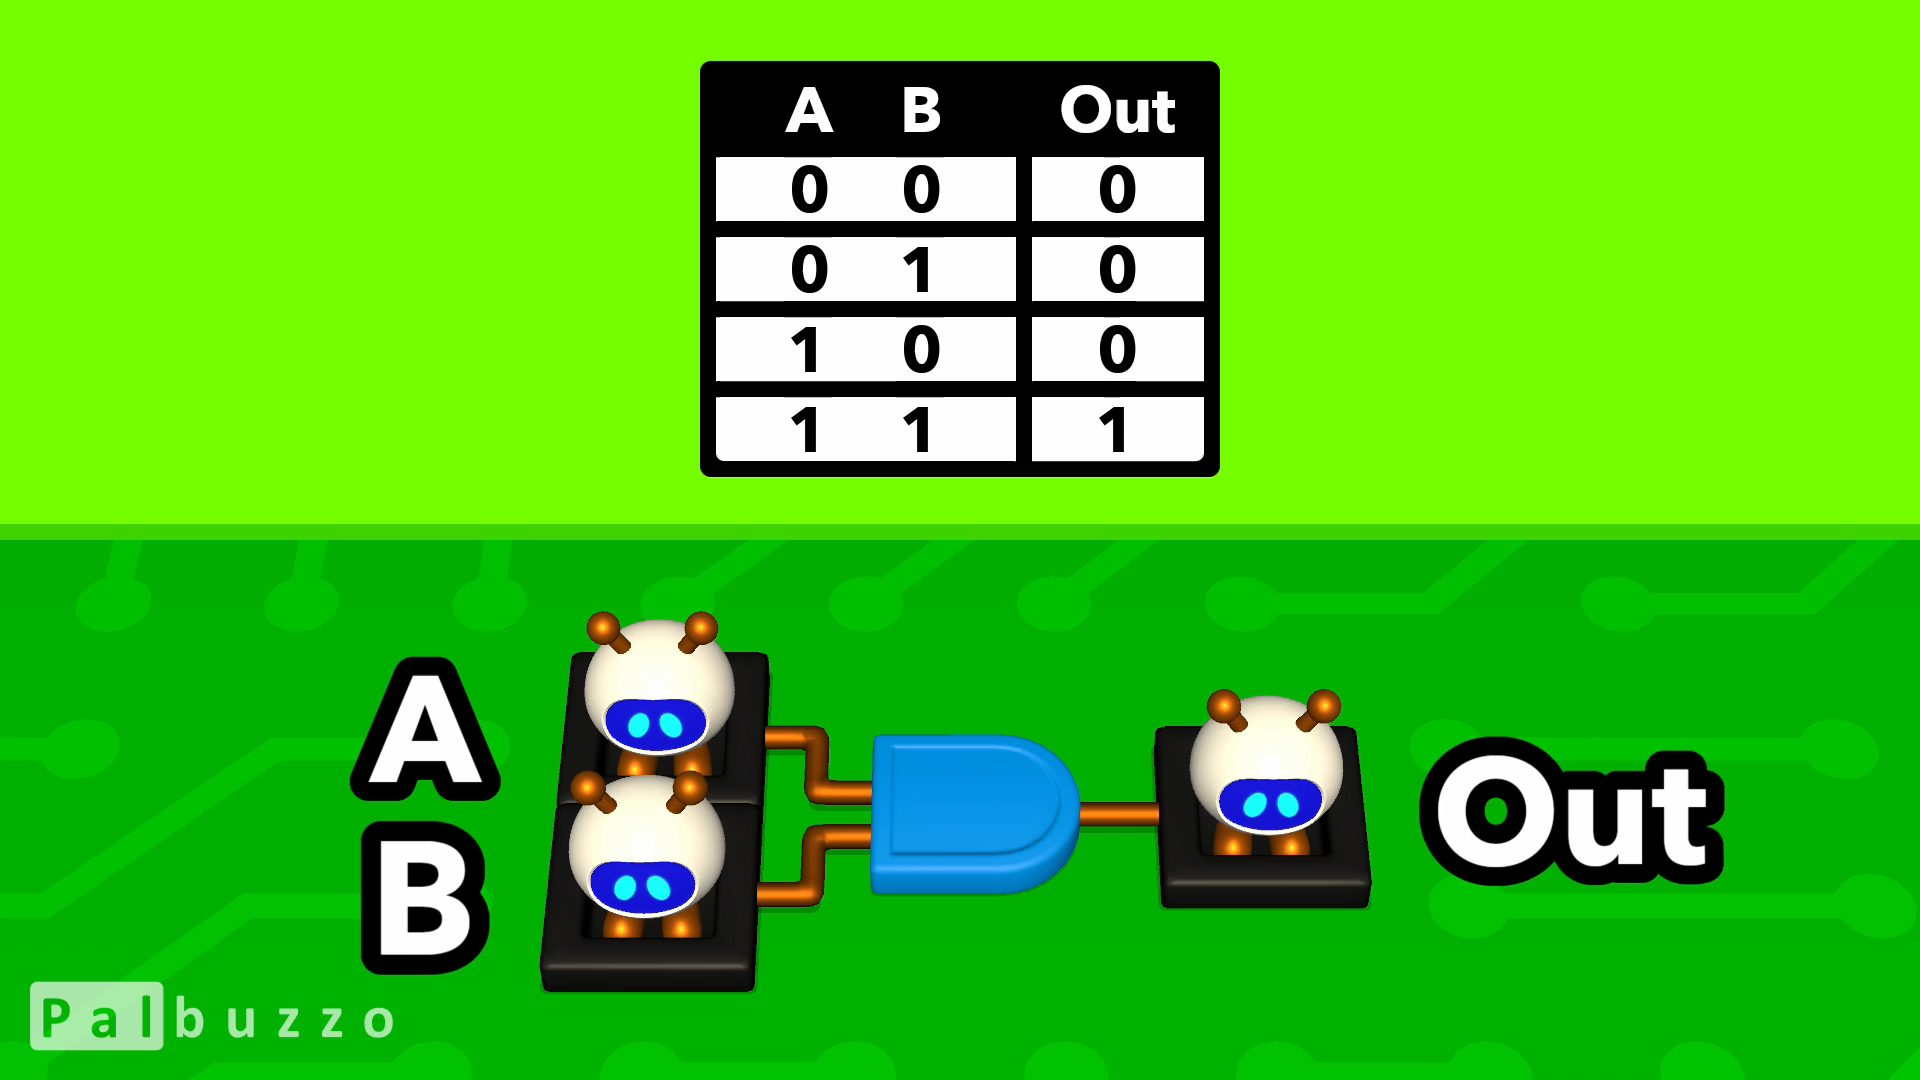 A B Out
0 0 0
0 1 0
1 0 0
1 1 1
A
B
Out
Palbuzzo